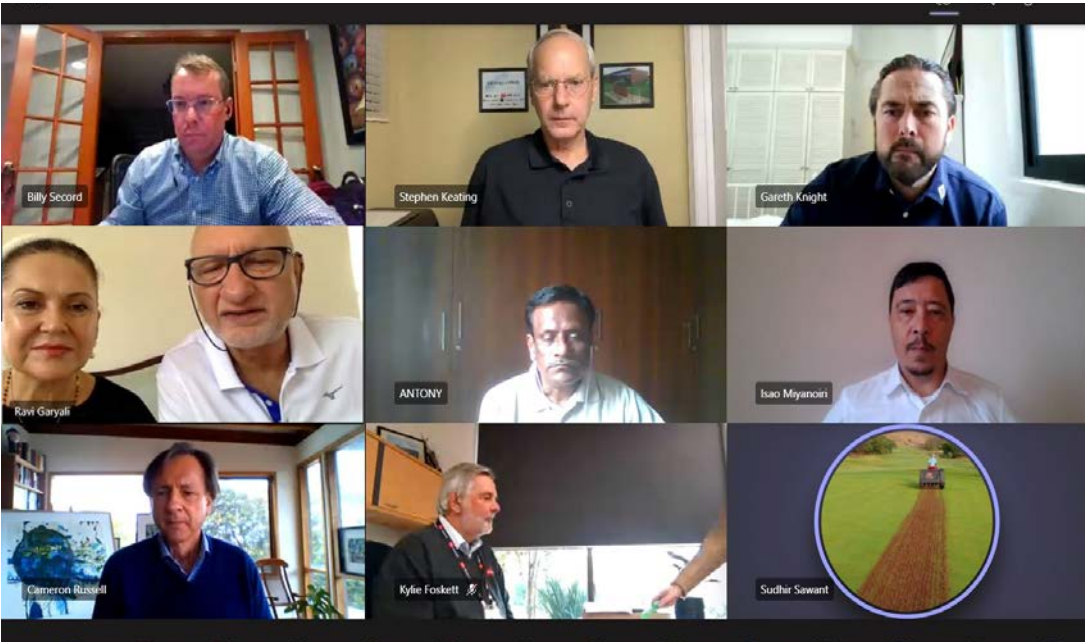 Billy Secord
Stephen Keating
Gareth Knight
Ravi Garyali
ANTONY
Isao Miyanoiri
Cameron Russell
Kylie Foskett
Sudhir Sawant